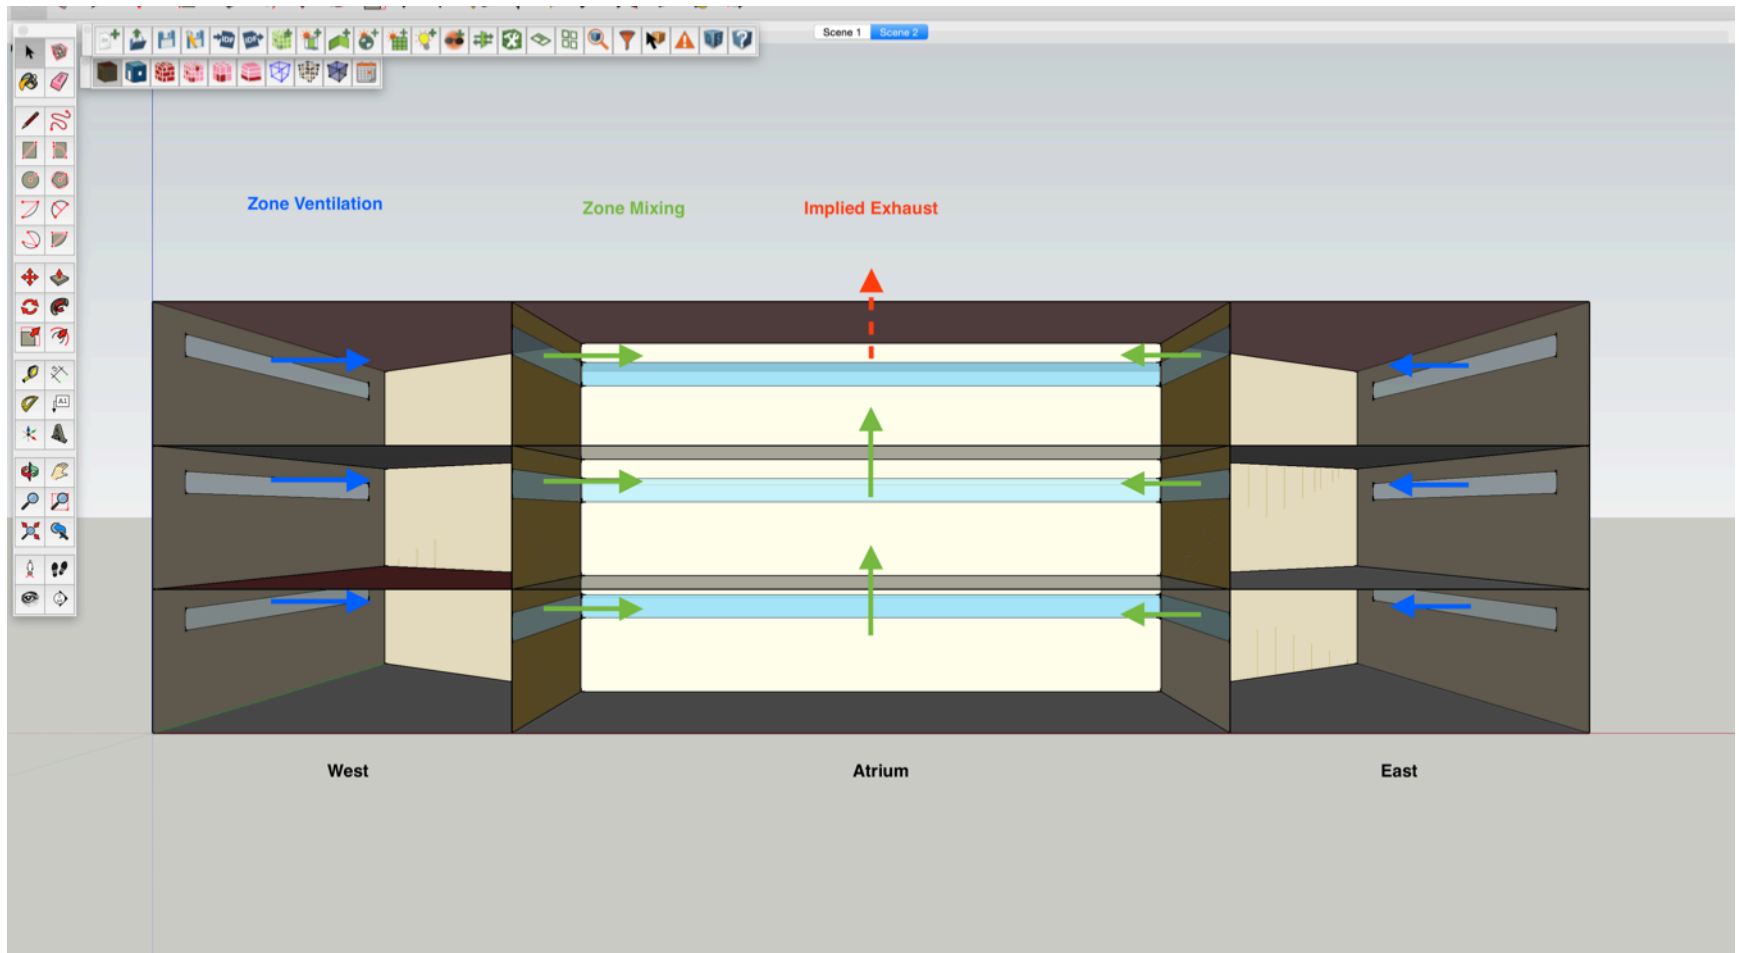 Scene 1
Scene 2
Zone Ventilation
Zone Mixing
Implied Exhaust
West
Atrium
East